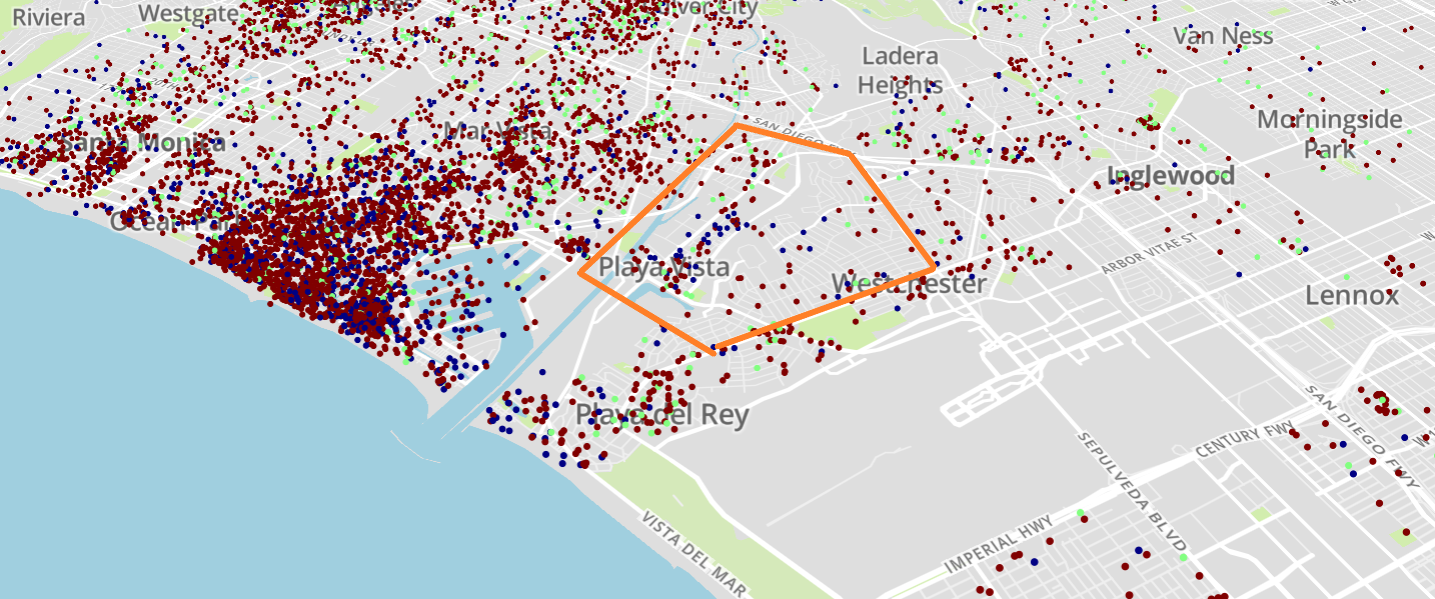 Riviera
Westgate
Van Ness
Ladera
Heights
Mar Vista
SAN DIEGO FWY
Santa Monica
Morningside
Park
Inglewood
Ocean Park
ARBOR VITAE ST
Playa Vista
Westchester
Lennox
Playa del Rey
SAN DIEGO FWY
CENTURY FWY
SEPULVEDA BLVD
VISTA DEL MAR
IMPERIAL HWY